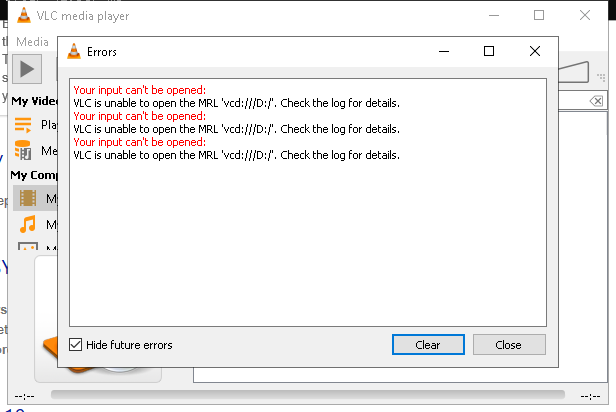 VLC media player
Media
Errors
Your input can't be opened:
VLC is unable to open the MRL 'vcd:///D:/'. Check the log for details.
Your input can't be opened:
VLC is unable to open the MRL 'vcd:///D:/'. Check the log for details.
Your input can't be opened:
VLC is unable to open the MRL 'vcd:///D:/'. Check the log for details.
My Video
Play
Me
My Comp
My
My
Hide future errors
Clear
Close
--:--
--:--